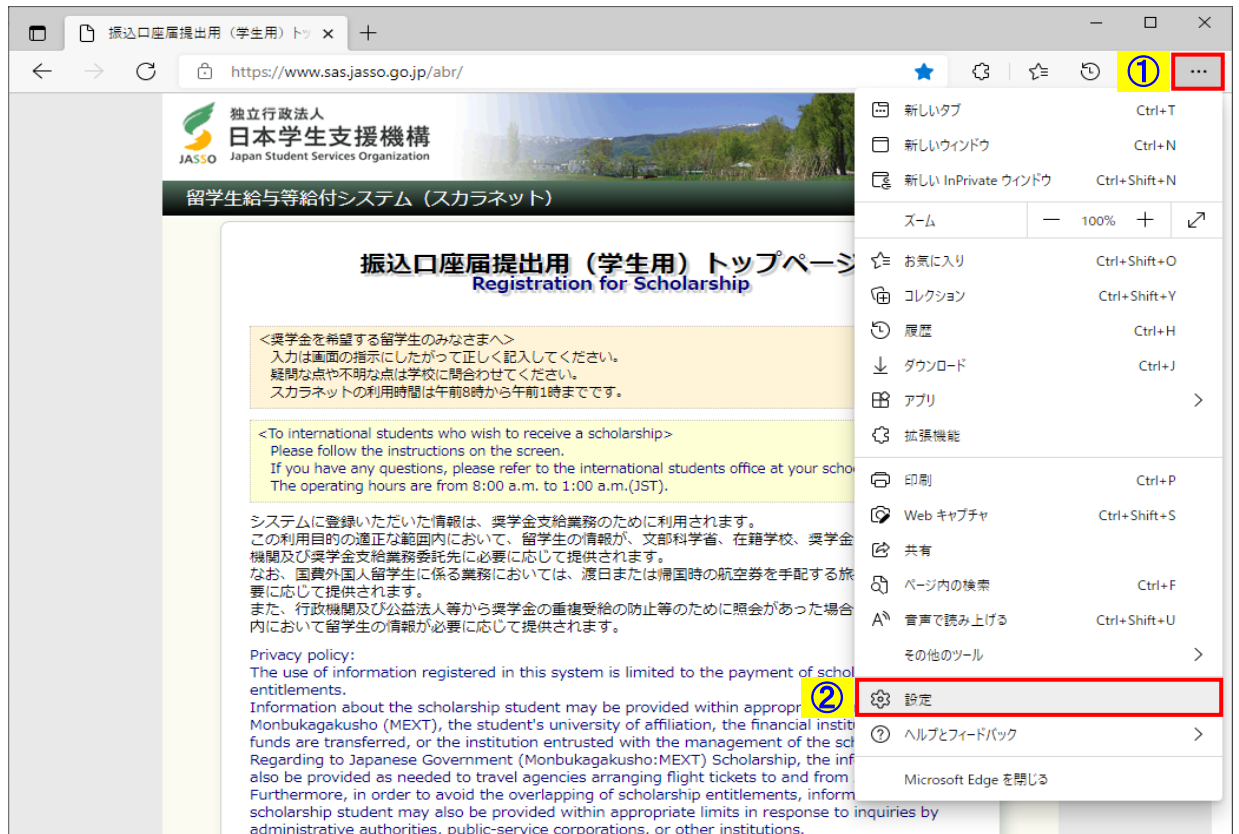 振込口座届提出用（学生用）ト
https://www.sas.jasso.go.jp/abr/
①
独立行政法人
日本学生支援機構
JASSO Japan Student Services Organization
留学生給与等給付システム（スカラネット）
振込口座届提出用（学生用）トップページ
Registration for Scholarship
<奨学金を希望する留学生のみなさまへ>
入力は画面の指示にしたがって正しく記入してください。
疑問な点や不明な点は学校に問合わせてください。
スカラネットの利用時間は午前8時から午前1時までです。
<To international students who wish to receive a scholarship>
Please follow the instructions on the screen.
If you have any questions, please refer to the international students office at your scho
The operating hours are from 8:00 a.m. to 1:00 a.m.(JST).
システムに登録いただいた情報は、奨学金支給業務のために利用されます。
この利用目的の適正な範囲内において、留学生の情報が、文部科学省、在籍学校、奨学金
機関及び奨学金支給業務委託先に必要に応じて提供されます。
なお、国費外国人留学生に係る業務においては、渡日または帰国時の航空券を手配する旅
要に応じて提供されます。
また、行政機関及び公益法人等から奨学金の重複受給の防止等のために照会があった場合
内において留学生の情報が必要に応じて提供されます。
Privacy policy:
The use of information registered in this system is limited to the payment of schol
entitlements.
Information about the scholarship student may be provided within appropr
Monbukagakusho (MEXT), the student's university of affiliation, the financial instit
funds are transferred, or the institution entrusted with the management of the sch
Regarding to Japanese Government (Monbukagakusho:MEXT) Scholarship, the inf
also be provided as needed to travel agencies arranging flight tickets to and from
Furthermore, in order to avoid the overlapping of scholarship entitlements, inform
scholarship student may also be provided within appropriate limits in response to inquiries by
administrative authorities, public-service corporations, or other institutions.
新しいタブ Ctrl+T
新しいウィンドウ Ctrl+N
新しい InPrivate ウィンドウ Ctrl+Shift+N
ズーム 100%
お気に入り Ctrl+Shift+O
コレクション Ctrl+Shift+Y
履歴 Ctrl+H
ダウンロード Ctrl+J
アプリ
拡張機能
印刷 Ctrl+P
Web キャプチャ Ctrl+Shift+S
共有
ページ内の検索 Ctrl+F
音声で読み上げる Ctrl+Shift+U
その他のツール
② 設定
ヘルプとフィードバック
Microsoft Edge を閉じる